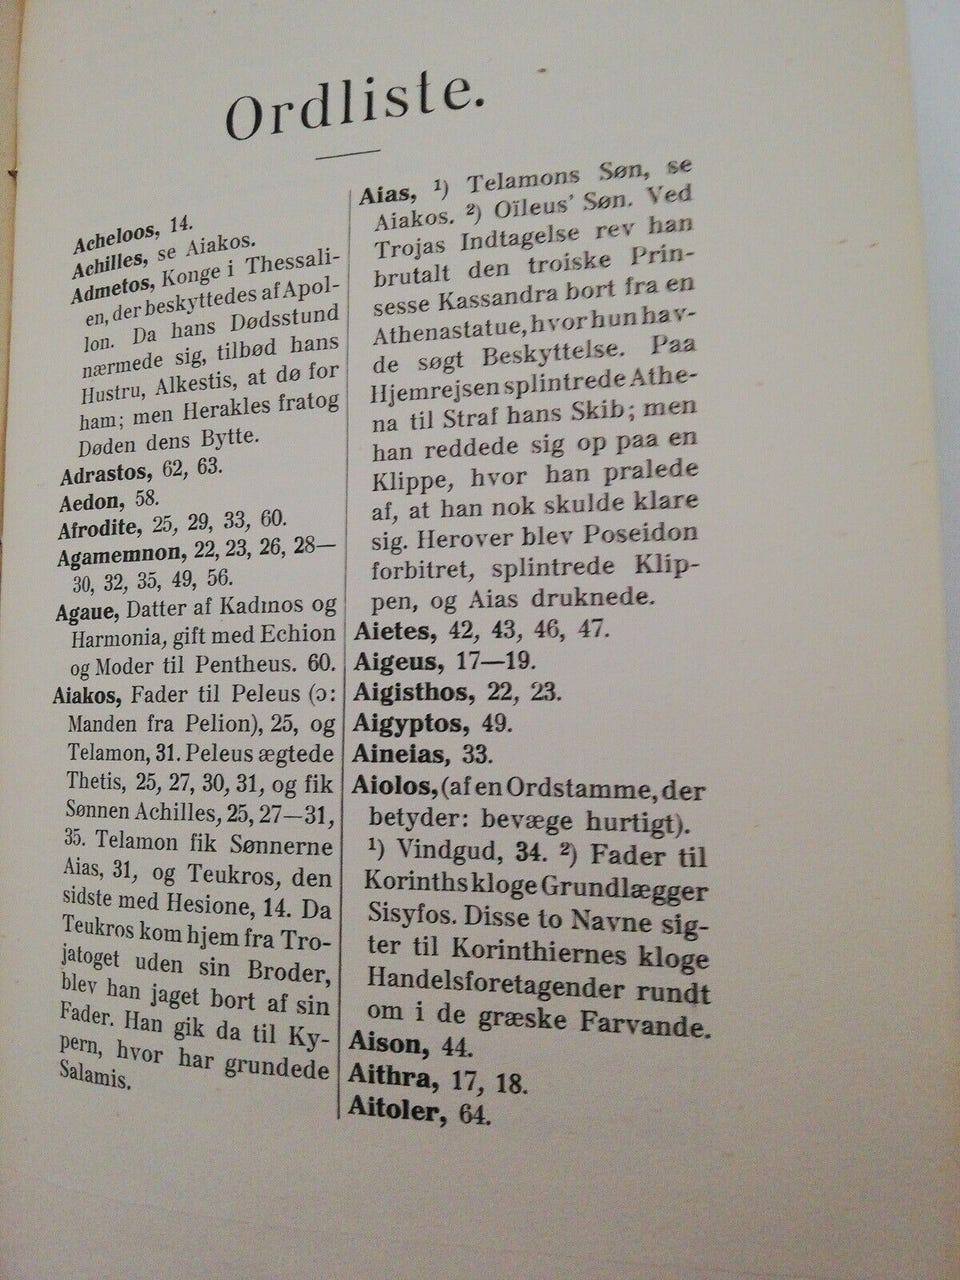 Ordliste.
Acheloos, 14.
Achilles, se Aiakos.
Admetos, Konge i Thessali-
en, der beskyttedes af Apol-
lon. Da hans Dødsstund
nærmede sig, tilbød hans
Hustru, Alkestis, at dø for
ham; men Herakles fratog
Døden dens Bytte.
Adrastos, 62, 63.
Aedon, 58.
Afrodite, 25, 29, 33, 60.
Agamemnon, 22, 23, 26, 28—
30, 32, 35, 49, 56.
Agaue, Datter af Kadmos og
Harmonia, gift med Echion
og Moder til Pentheus. 60.
Aiakos, Fader til Peleus (ɔ:
Manden fra Pelion), 25, og
Telamon, 31. Peleus ægtede
Thetis, 25, 27, 30, 31, og fik
Sønnen Achilles, 25, 27—31,
35. Telamon fik Sønnerne
Aias, 31, og Teukros, den
sidste med Hesione, 14. Da
Teukros kom hjem fra Tro-
jatoget uden sin Broder,
blev han jaget bort af sin
Fader. Han gik da til Ky-
pern, hvor har grundede
Salamis.
Aias, ¹) Telamons Søn, se
Aiakos. ²) Oïleus’ Søn. Ved
Trojas Indtagelse rev han
brutalt den troiske Prin-
sesse Kassandra bort fra en
Athenastatue, hvor hun hav-
de søgt Beskyttelse. Paa
Hjemrejsen splintrede Athe-
na til Straf hans Skib; men
han reddede sig op paa en
Klippe, hvor han pralede
af, at han nok skulde klare
sig. Herover blev Poseidon
forbitret, splintrede Klip-
pen, og Aias druknede.
Aietes, 42, 43, 46, 47.
Aigeus, 17—19.
Aigisthos, 22, 23.
Aigyptos, 49.
Aineias, 33.
Aiolos, (af en Ordstamme, der
betyder: bevæge hurtigt).
¹) Vindgud, 34. ²) Fader til
Korinths kloge Grundlægger
Sisyfos. Disse to Navne sig-
ter til Korinthiernes kloge
Handelsforetagender rundt
om i de græske Farvande.
Aison, 44.
Aithra, 17, 18.
Aitoler, 64.